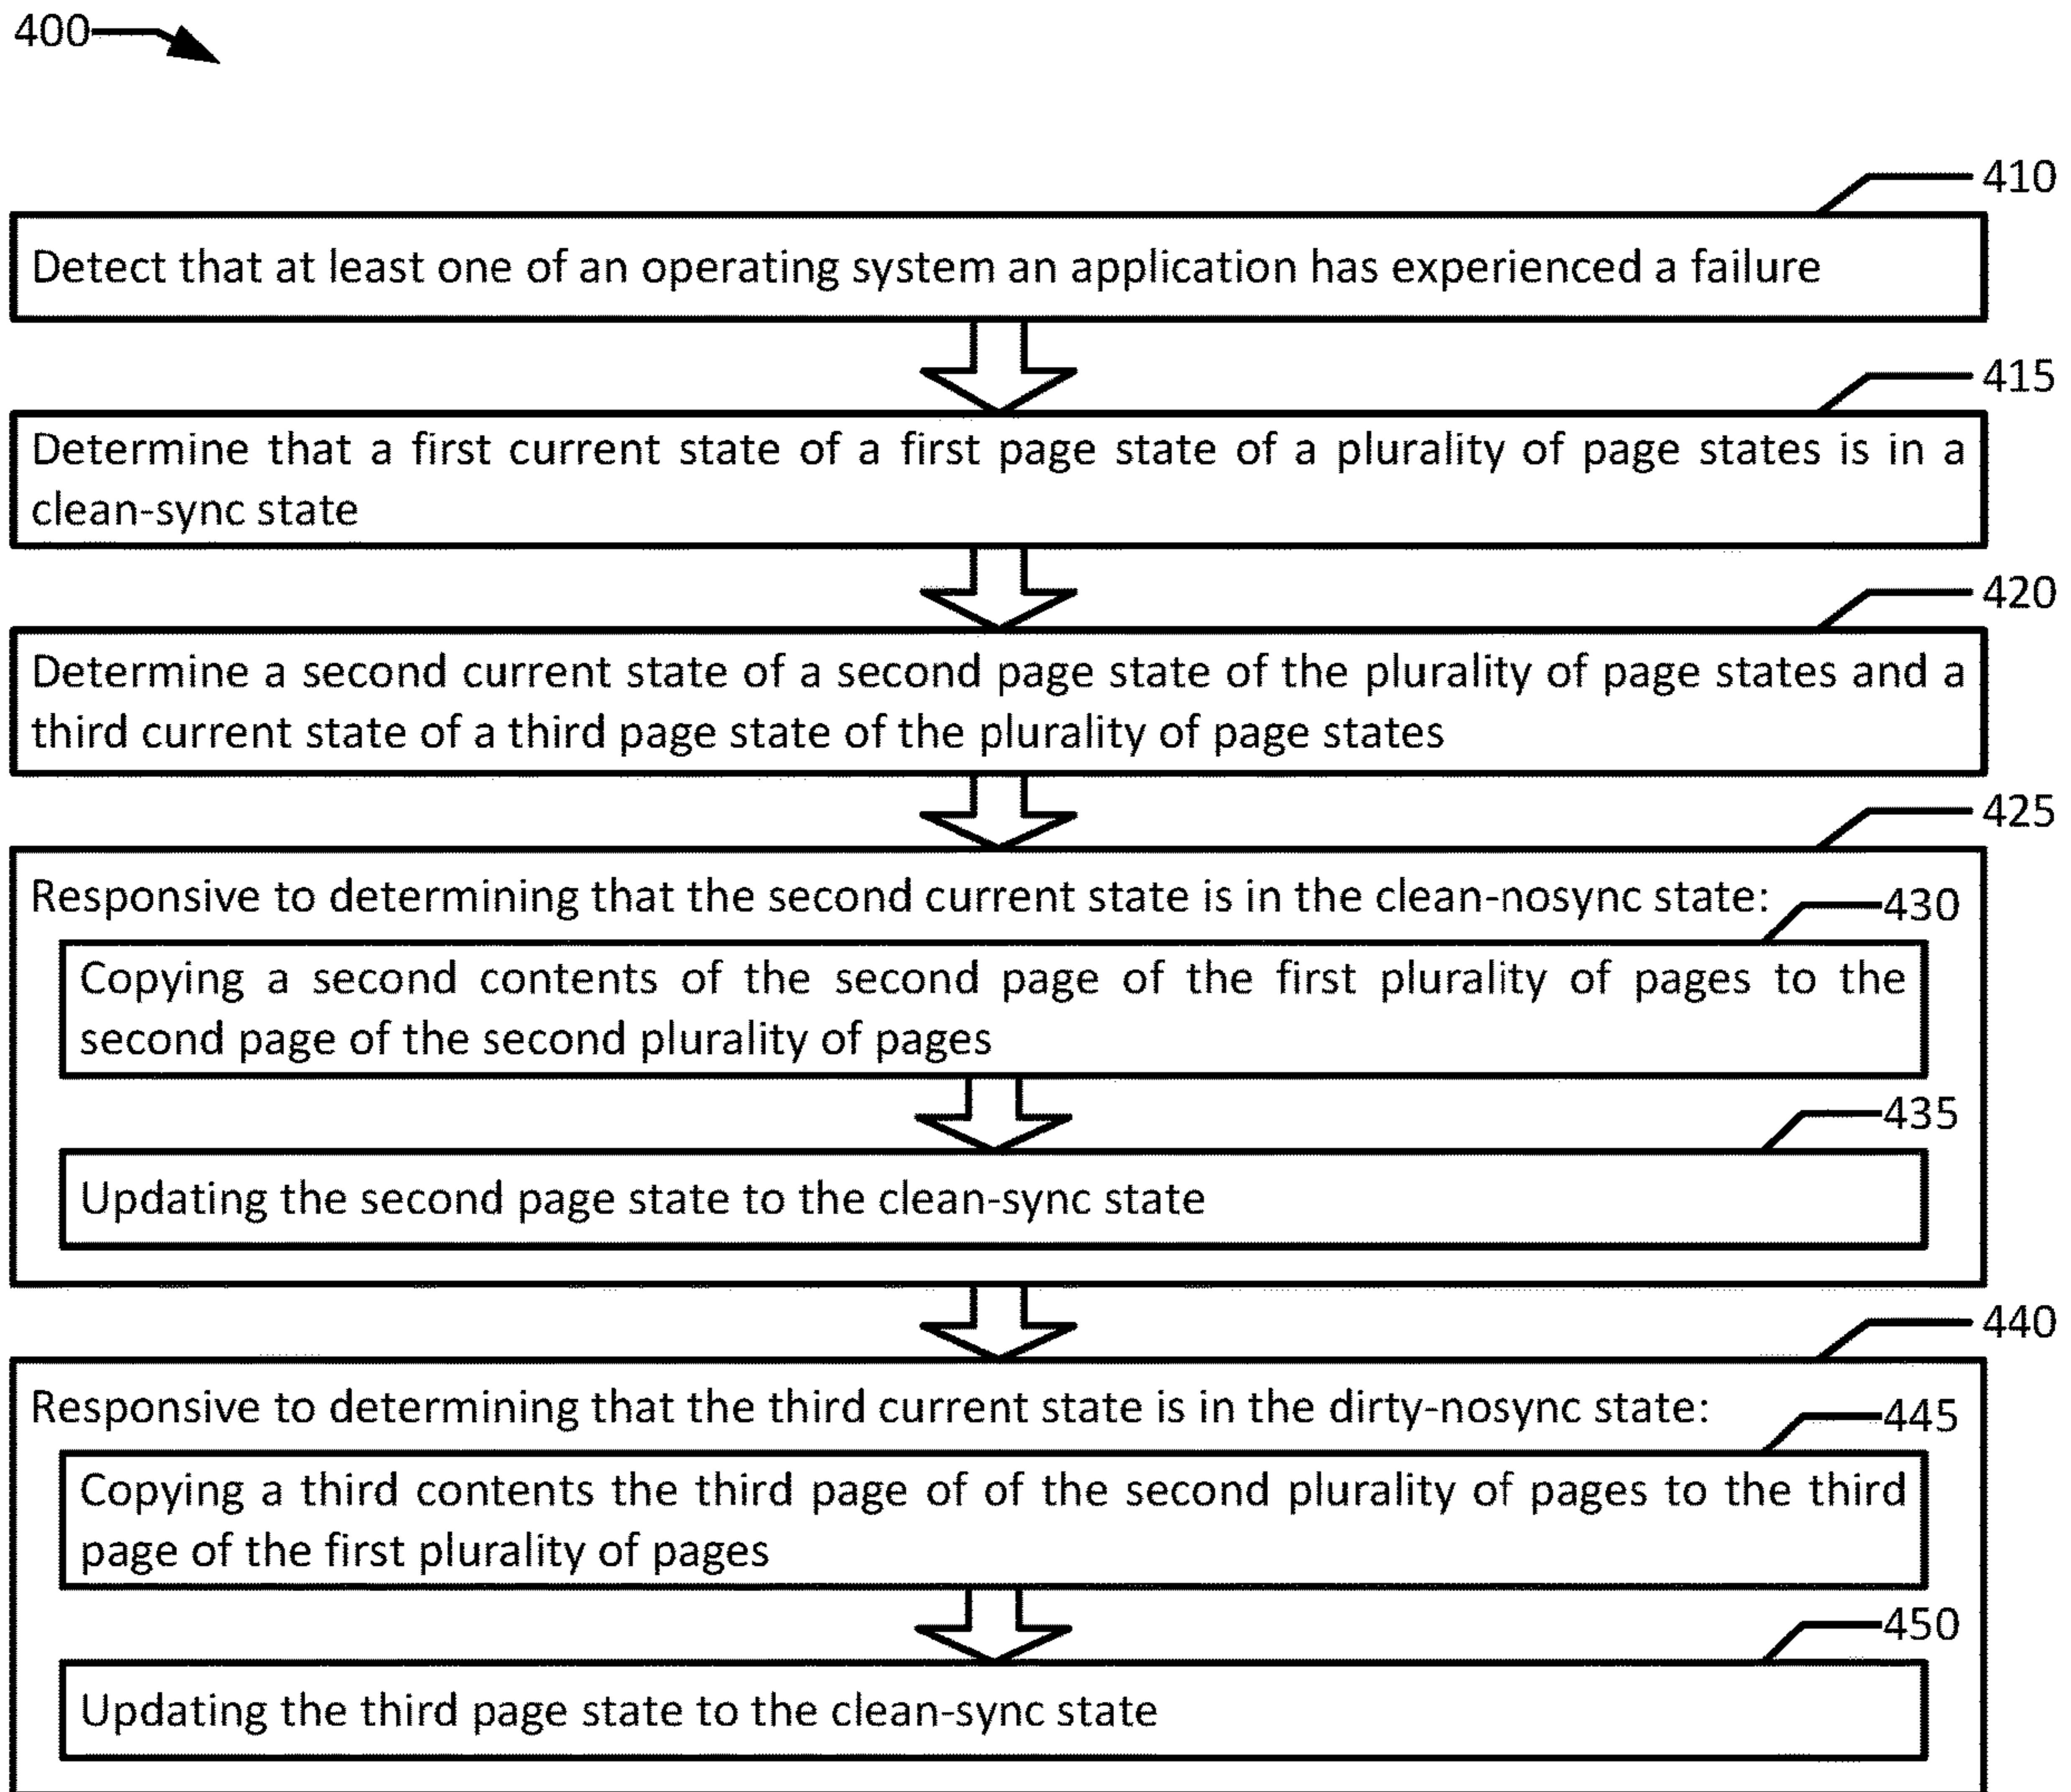 400
410
Detect that at least one of an operating system an application has experienced a failure
415
Determine that a first current state of a first page state of a plurality of page states is in a
clean-sync state
420
Determine a second current state of a second page state of the plurality of page states and a
third current state of a third page state of the plurality of page states
425
Responsive to determining that the second current state is in the clean-nosync state:
430
Copying a second contents of the second page of the first plurality of pages to the
second page of the second plurality of pages
435
Updating the second page state to the clean-sync state
440
Responsive to determining that the third current state is in the dirty-nosync state:
445
Copying a third contents the third page of of the second plurality of pages to the third
page of the first plurality of pages
450
Updating the third page state to the clean-sync state